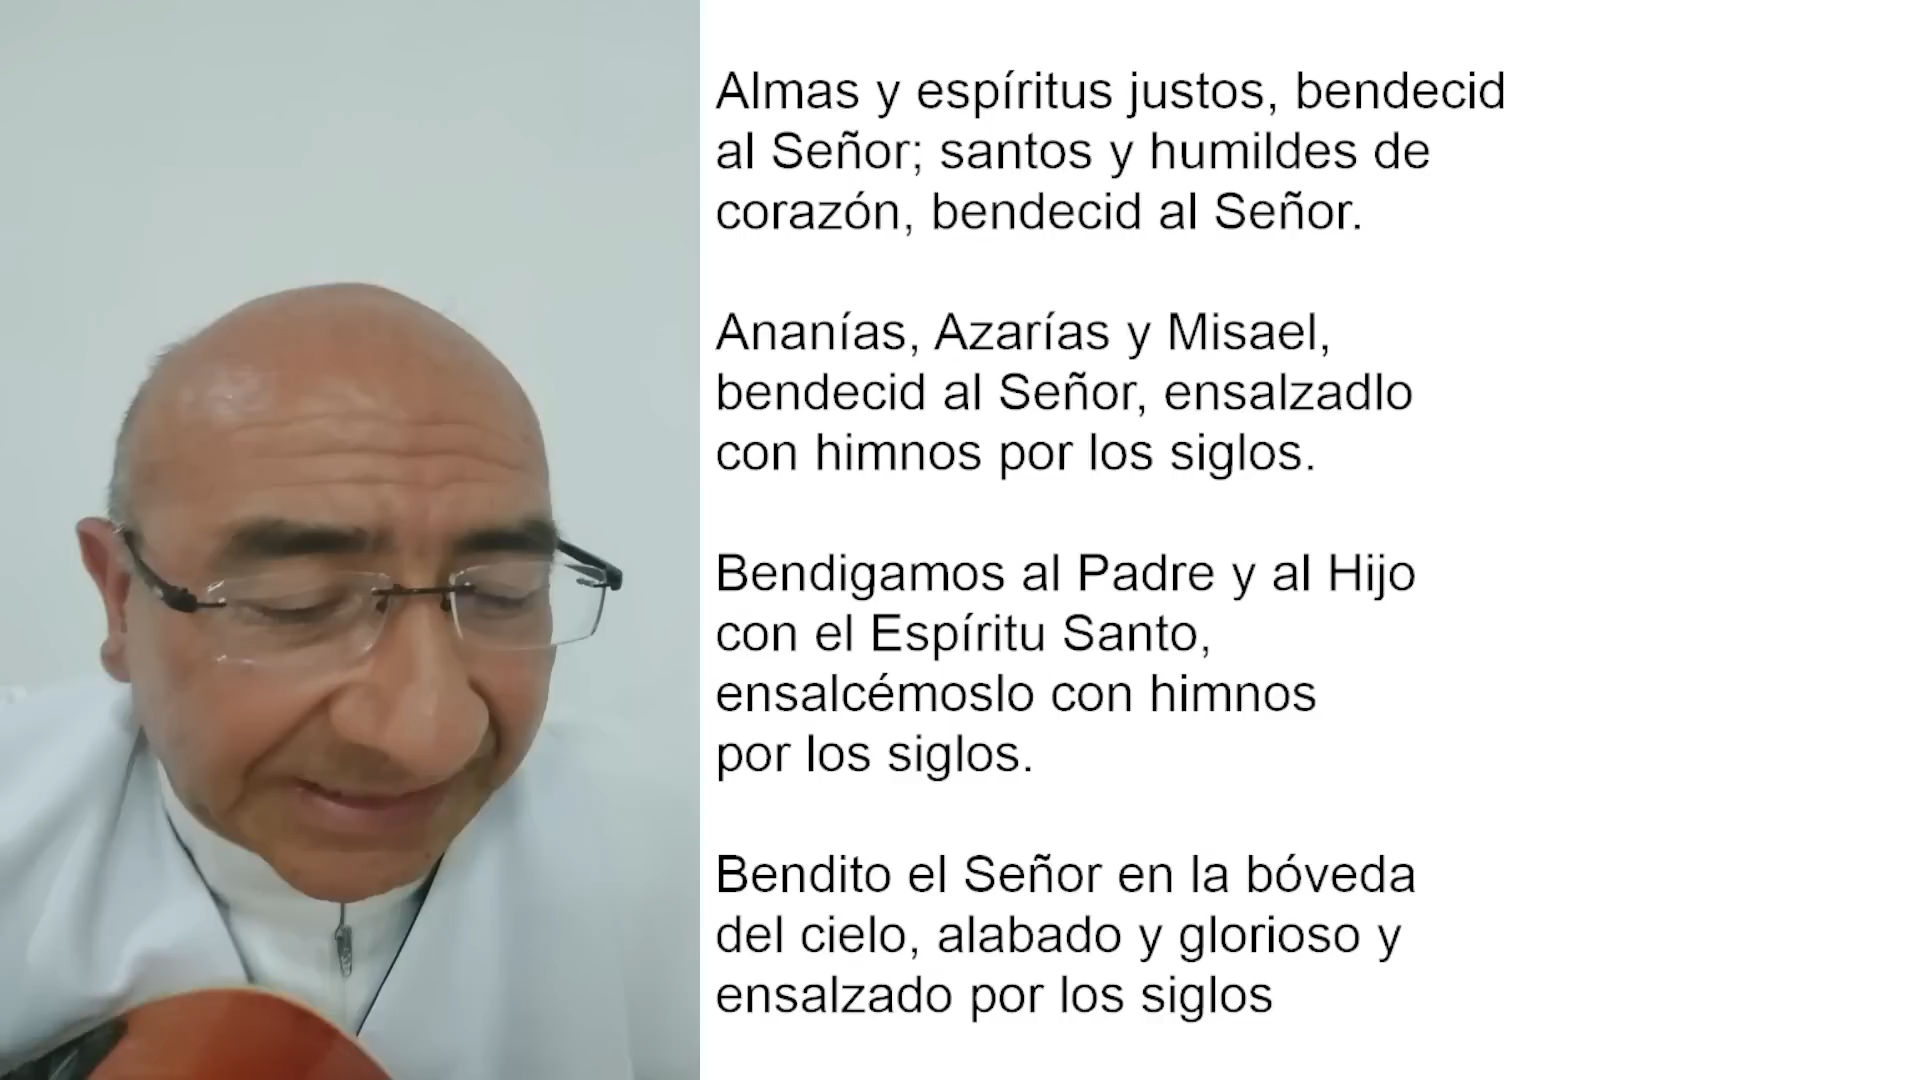 Almas y espíritus justos, bendecid
al Señor; santos y humildes de
corazón, bendecid al Señor.
Ananías, Azarías y Misael,
bendecid al Señor, ensalzadlo
con himnos por los siglos.
Bendigamos al Padre y al Hijo
con el Espíritu Santo,
ensalcémoslo con himnos
por los siglos.
Bendito el Señor en la bóveda
del cielo, alabado y glorioso y
ensalzado por los siglos